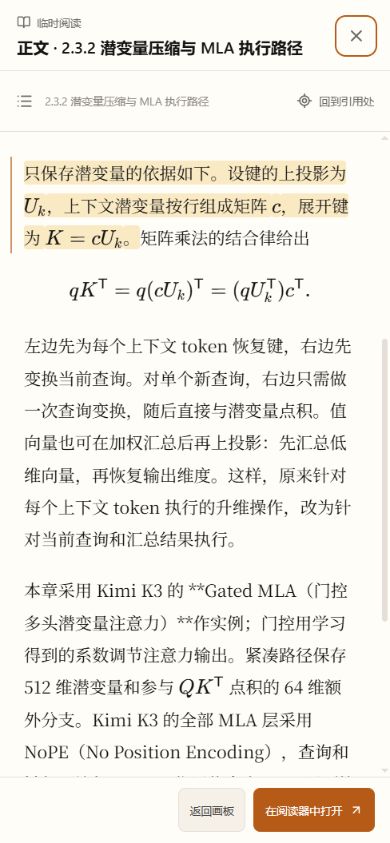 临时阅读
正文 · 2.3.2 潜变量压缩与 MLA 执行路径
2.3.2 潜变量压缩与 MLA 执行路径
回到引用处
只保存潜变量的依据如下。设键的上投影为
U_k，上下文潜变量按行组成矩阵 c，展开键
为 K = cU_k。矩阵乘法的结合律给出
qK^T = q(cU_k)^T = (qU_k^T)c^T.
左边先为每个上下文 token 恢复键，右边先
变换当前查询。对单个新查询，右边只需做
一次查询变换，随后直接与潜变量点积。值
向量也可在加权汇总后再上投影：先汇总低
维向量，再恢复输出维度。这样，原来针对
每个上下文 token 执行的升维操作，改为针
对当前查询和汇总结果执行。
本章采用 Kimi K3 的 **Gated MLA（门控
多头潜变量注意力）**作实例；门控用学习
得到的系数调节注意力输出。紧凑路径保存
512 维潜变量和参与 QK^T 点积的 64 维额
外分支。Kimi K3 的全部 MLA 层采用
NoPE（No Position Encoding），查询和
返回画板
在阅读器中打开